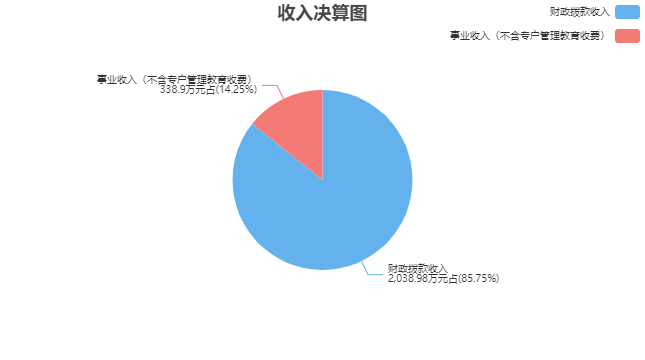 收入决算图
财政拨款收入
事业收入（不含专户管理教育收费）
事业收入（不含专户管理教育收费）
338.9万元占(14.25%)
财政拨款收入
2,038.98万元占(85.75%)